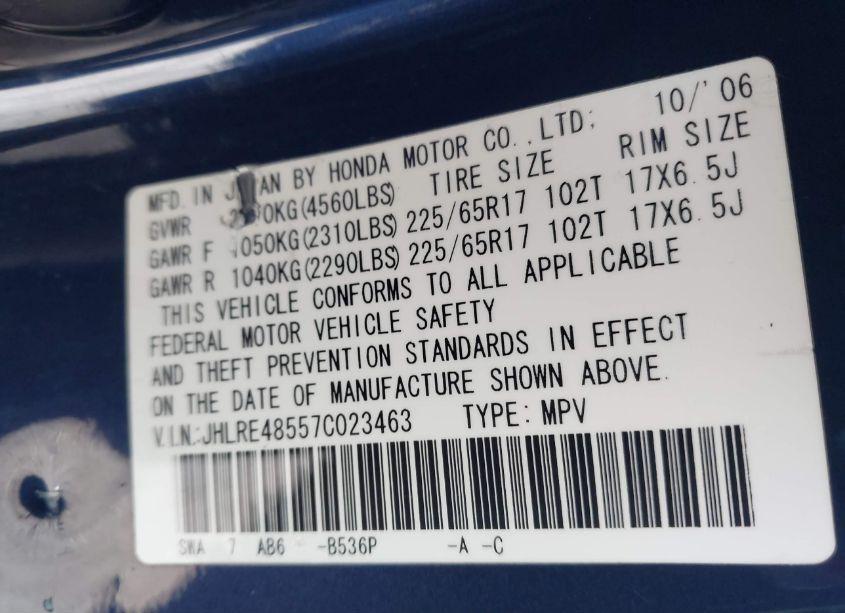 MFD. IN BY HONDA MOTOR CO.,LTD; 10/'06
GVWR (4560LBS) TIRE SIZE RIM SIZE
GAWR F 1050KG(2310LBS) 225/65R17 102T 17X6.5J
GAWR R 1040KG(2290LBS) 225/65R17 102T 17X6.5J
THIS VEHICLE CONFORMS TO ALL APPLICABLE
FEDERAL MOTOR VEHICLE SAFETY
AND THEFT PREVENTION STANDARDS IN EFFECT
ON THE DATE OF MANUFACTURE SHOWN ABOVE.
V.I.N.:JHLRE48557C023463 TYPE: MPV
SWA 7 AB6 -B536P -A -C